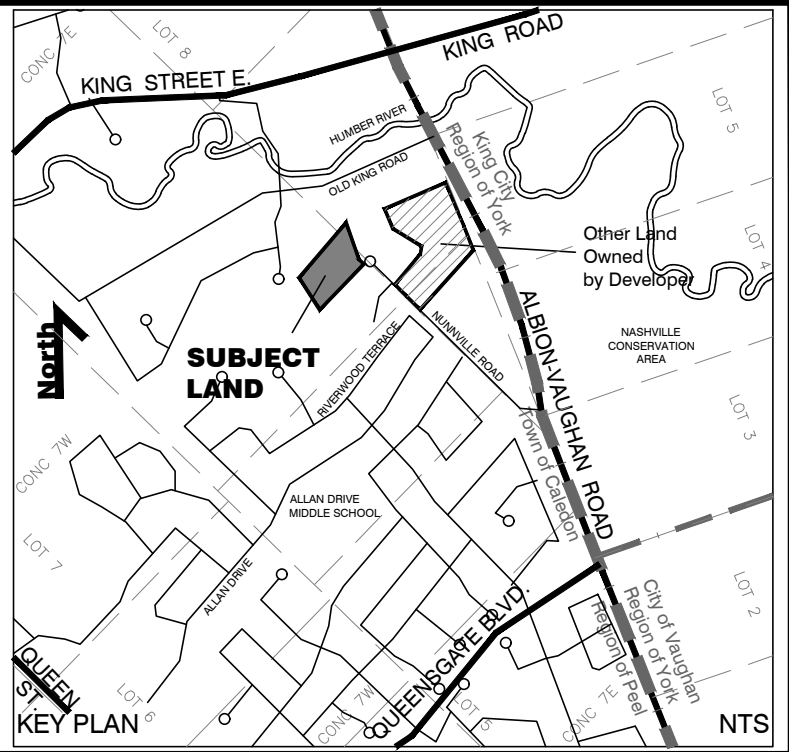 CONC 7E
LOT 8
KING STREET E.
KING ROAD
HUMBER RIVER
OLD KING ROAD
King City
Region of York
LOT 5
Other Land
Owned
by Developer
LOT 4
North
SUBJECT
LAND
RIVERWOOD TERRACE
NUNNVILLE ROAD
ALBION-VAUGHAN ROAD
NASHVILLE
CONSERVATION
AREA
LOT 3
Town of Caledon
CONC 7W
LOT 7
ALLAN DRIVE
MIDDLE SCHOOL
ALLAN DRIVE
QUEENSGATE BLVD.
City of Vaughan
Region of York
Region of Peel
LOT 2
QUEEN
ST.
LOT 6
CONC 7W
LOT 5
CONC 7E
KEY PLAN
NTS